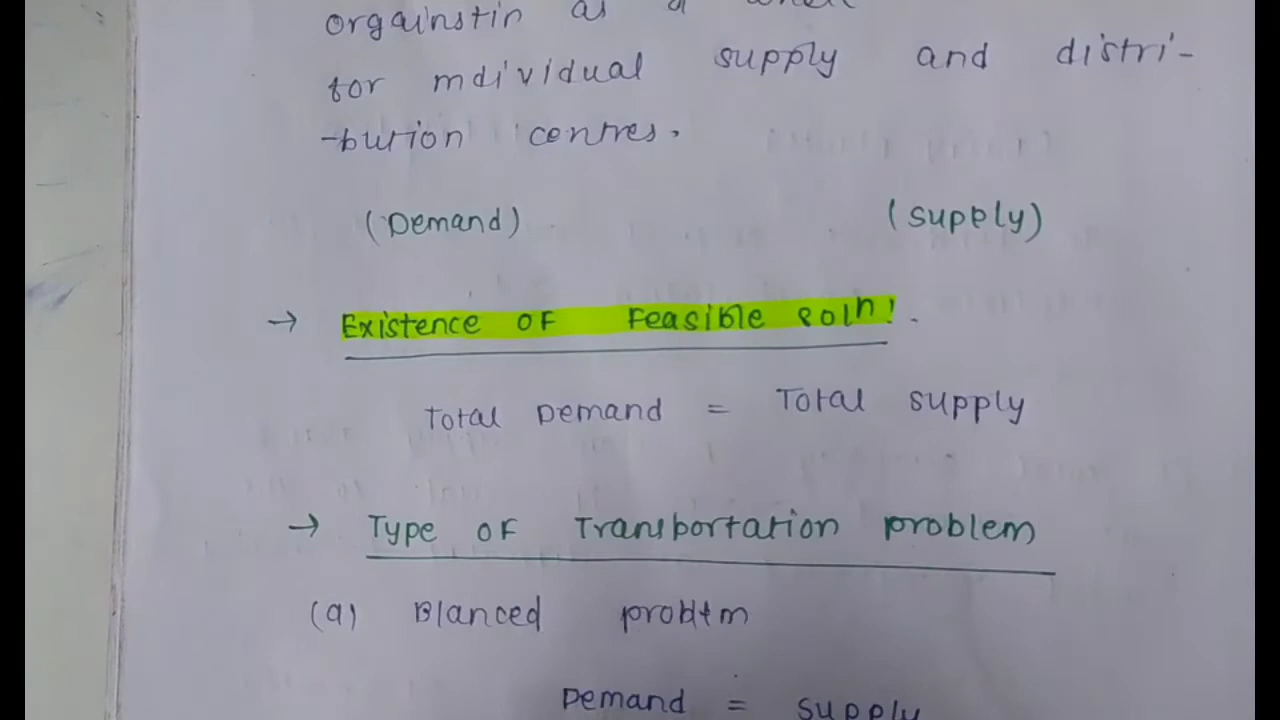 orgainstin as a
for mdividual supply and distri-
-bution centres.
(Demand) (supply)
→ Existence OF Feasible Soln!.
Total Demand = Total supply
→ Type OF Transportation problem
(a) Blanced problem
Demand = supply